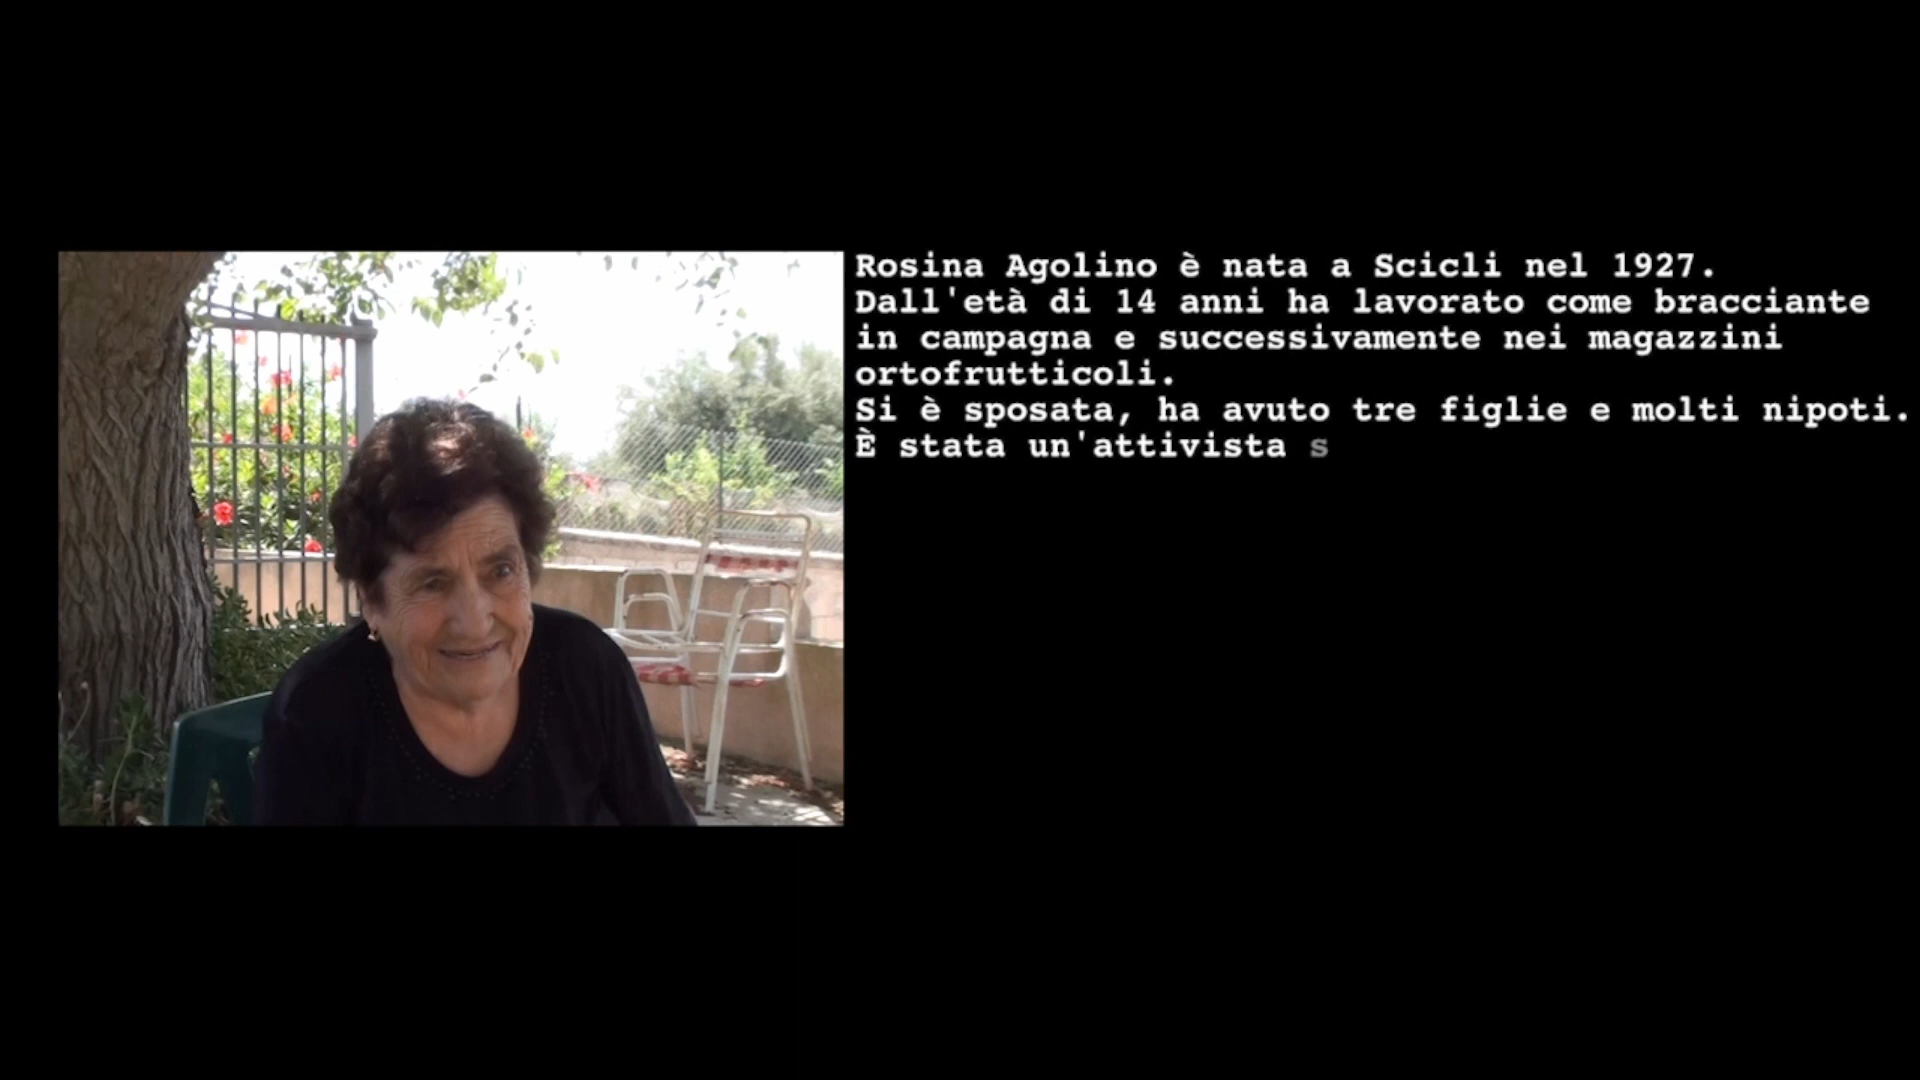 Rosina Agolino è nata a Scicli nel 1927.
Dall'età di 14 anni ha lavorato come bracciante
in campagna e successivamente nei magazzini
ortofrutticoli.
Si è sposata, ha avuto tre figlie e molti nipoti.
È stata un'attivista s